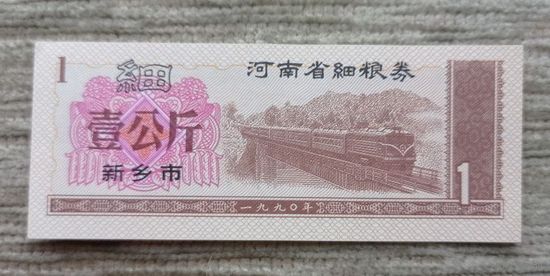 1
細
河南省細粮券
壹公斤
新乡市
1
一九九〇年